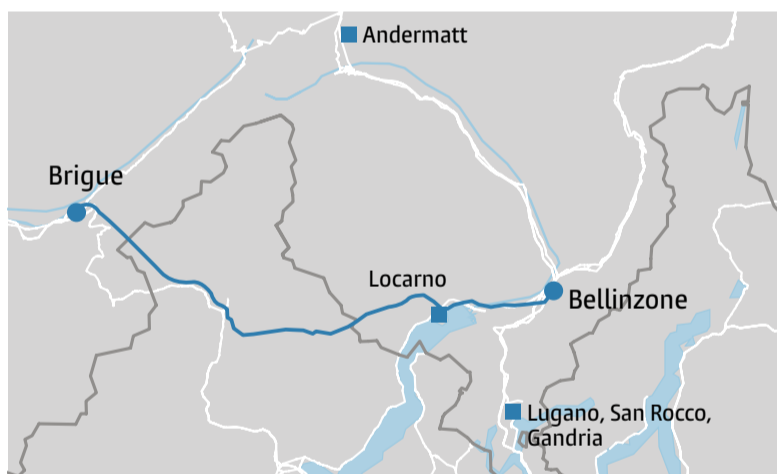 Andermatt
Brigue
Locarno
Bellinzone
Lugano, San Rocco,
Gandria